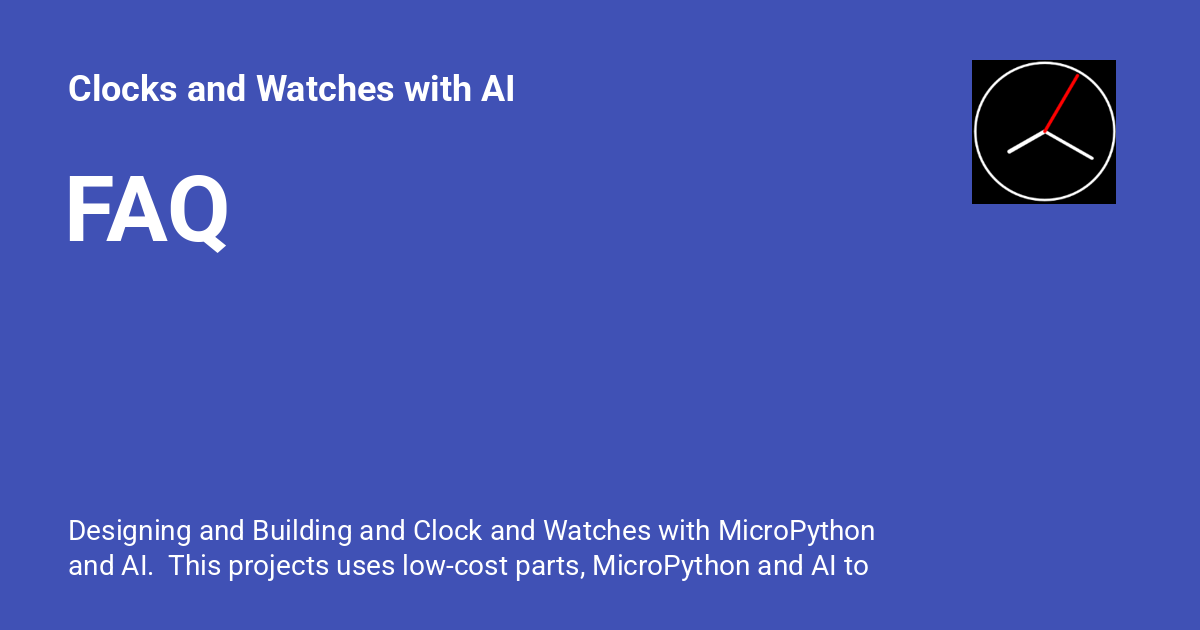 Clocks and Watches with AI
FAQ
Designing and Building and Clock and Watches with MicroPython
and AI.  This projects uses low-cost parts, MicroPython and AI to